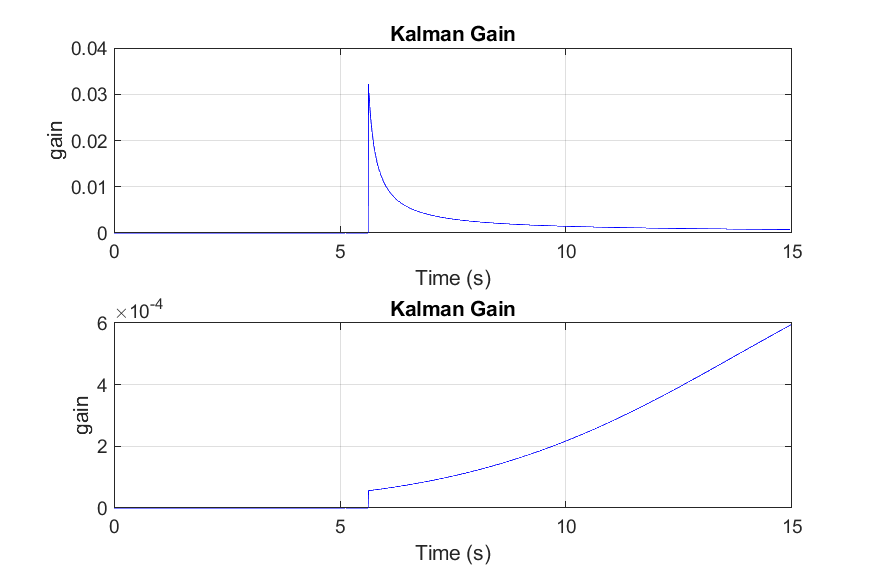 Kalman Gain
0.04
0.03
0.02
0.01
0
gain
0 5 10 15
Time (s)
Kalman Gain
×10⁻⁴
6
4
2
0
gain
0 5 10 15
Time (s)